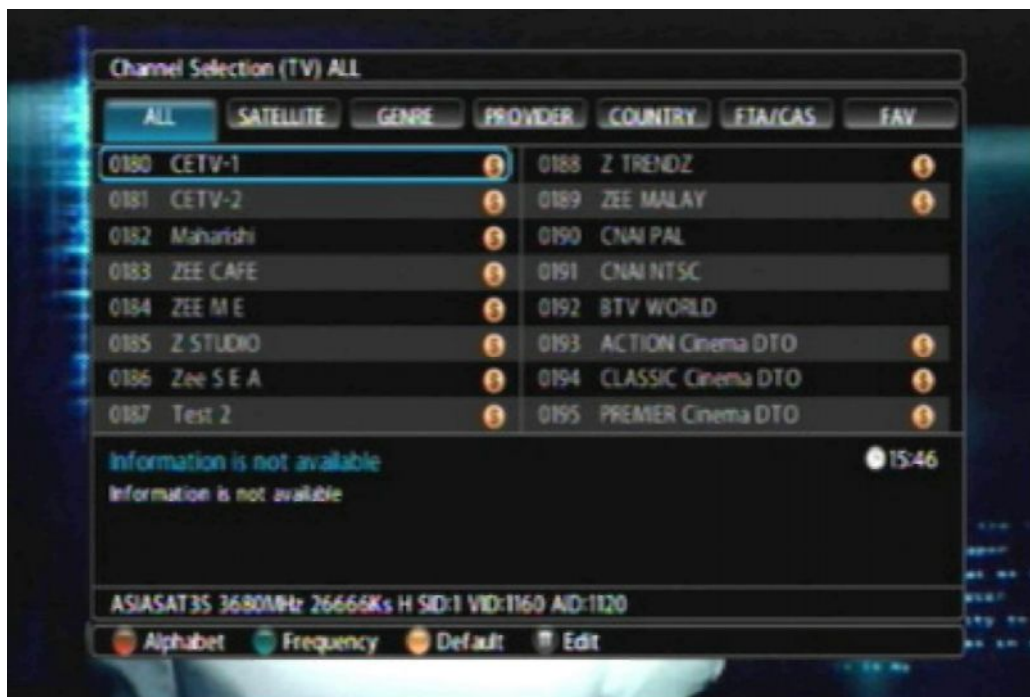 Channel Selection (TV) ALL
ALL SATELLITE GENRE PROVIDER COUNTRY FTA/CAS FAV
0180 CETV-1 $
0181 CETV-2 $
0182 Maharishi $
0183 ZEE CAFE $
0184 ZEE M E $
0185 Z STUDIO $
0186 Zee S E A $
0187 Test 2 $
0188 Z TRENDZ $
0189 ZEE MALAY $
0190 CNAI PAL
0191 CNAI NTSC
0192 BTV WORLD
0193 ACTION Cinema DTO $
0194 CLASSIC Cinema DTO $
0195 PREMIER Cinema DTO $
Information is not available
15:46
Information is not available
ASIASAT3S 3680MHz 26666Ks H SID:1 VID:1160 AID:1120
Alphabet Frequency Default Edit